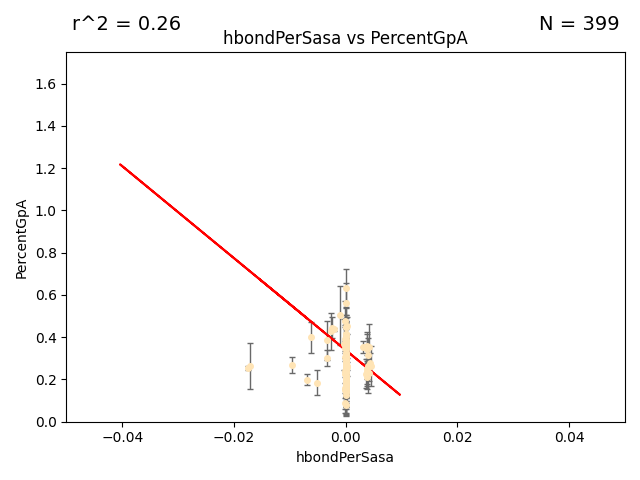 r^2 = 0.26
N = 399
hbondPerSasa vs PercentGpA
1.6
1.4
1.2
1.0
0.8
0.6
0.4
0.2
0.0
PercentGpA
−0.04
−0.02
0.00
0.02
0.04
hbondPerSasa